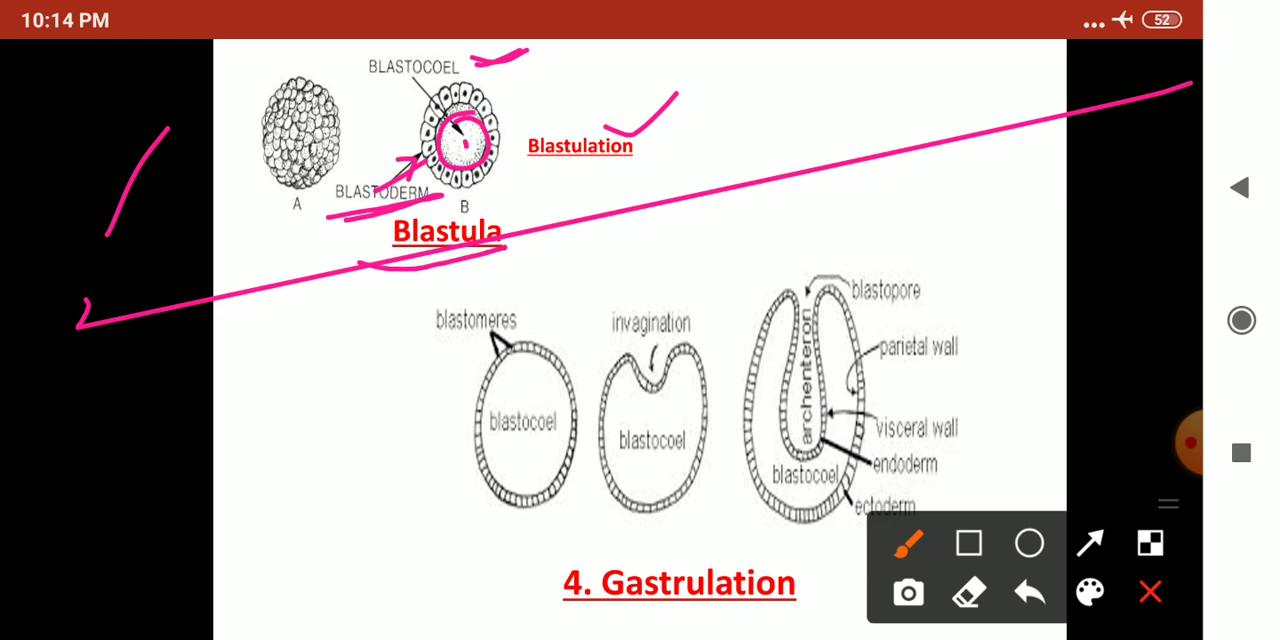 10:14 PM
52
BLASTOCOEL
Blastulation
BLASTODERM
A
B
Blastula
blastopore
blastomeres
invagination
parietal wall
archenteron
blastocoel
blastocoel
visceral wall
endoderm
blastocoel
ectoderm
4. Gastrulation